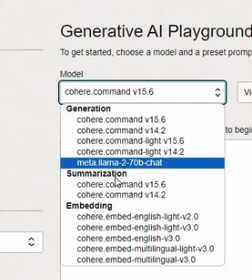 Generative AI Playground
To get started, choose a model and a preset promp
Model
cohere.command v15.6
Vi
Generation
cohere.command v15.6
cohere.command v14.2
cohere.command-light v15.6
cohere.command-light v14.2
meta.llama-2-70b-chat
to begi
Summarization
cohere.command v15.6
cohere.command v14.2
Embedding
cohere.embed-english-light-v2.0
cohere.embed-english-light-v3.0
cohere.embed-english-v3.0
cohere.embed-multilingual-light-v3.0
cohere.embed-multilingual-v3.0